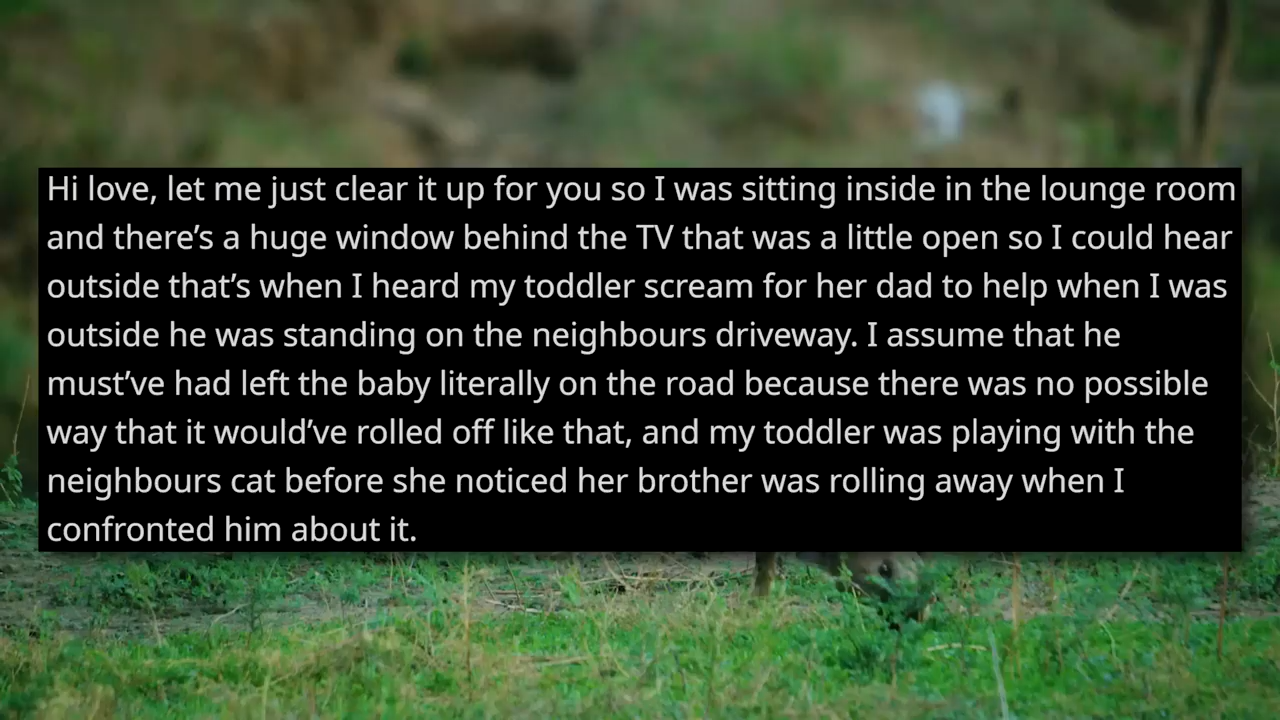 Hi love, let me just clear it up for you so I was sitting inside in the lounge room
and there’s a huge window behind the TV that was a little open so I could hear
outside that’s when I heard my toddler scream for her dad to help when I was
outside he was standing on the neighbours driveway. I assume that he
must’ve had left the baby literally on the road because there was no possible
way that it would’ve rolled off like that, and my toddler was playing with the
neighbours cat before she noticed her brother was rolling away when I
confronted him about it.